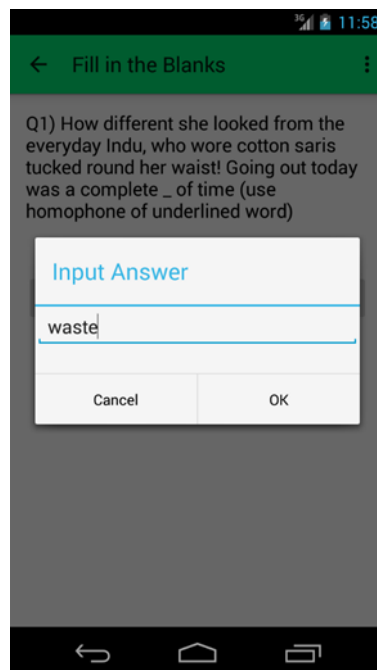 3G 11:58
Fill in the Blanks
Q1) How different she looked from the
everyday Indu, who wore cotton saris
tucked round her waist! Going out today
was a complete _ of time (use
homophone of underlined word)
Input Answer
waste
Cancel OK